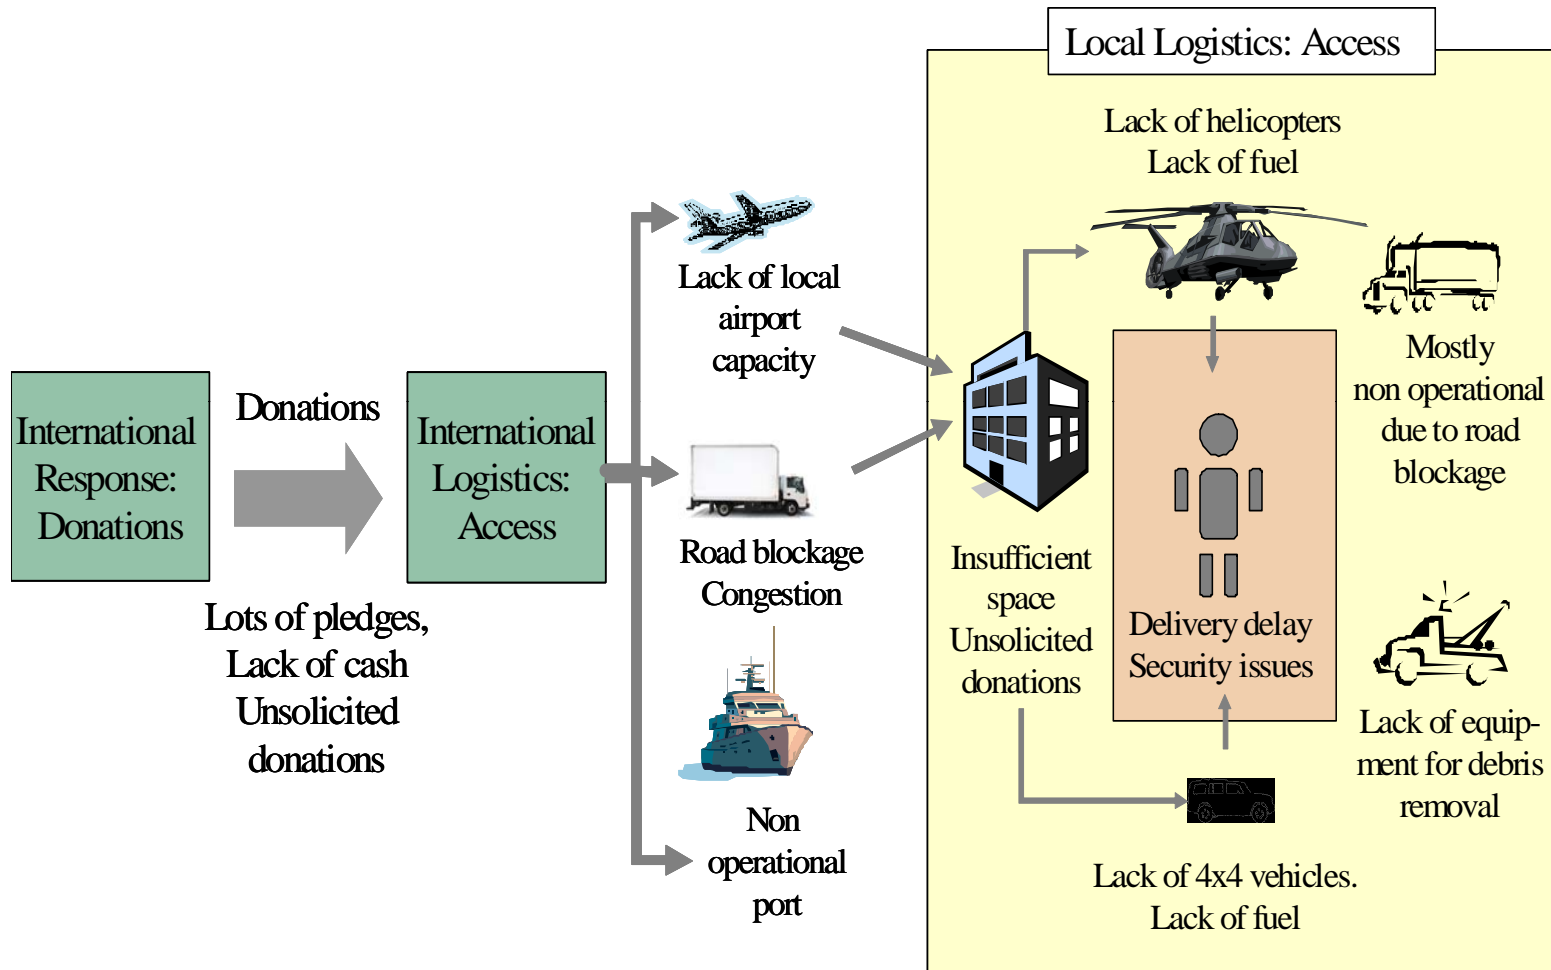 Local Logistics: Access
Lack of helicopters
Lack of fuel
Lack of local
airport
capacity
Mostly
non operational
due to road
blockage
International
Response:
Donations
Donations
International
Logistics:
Access
Lots of pledges,
Lack of cash
Unsolicited
donations
Road blockage
Congestion
Non
operational
port
Insufficient
space
Unsolicited
donations
Delivery delay
Security issues
Lack of equip-
ment for debris
removal
Lack of 4x4 vehicles.
Lack of fuel